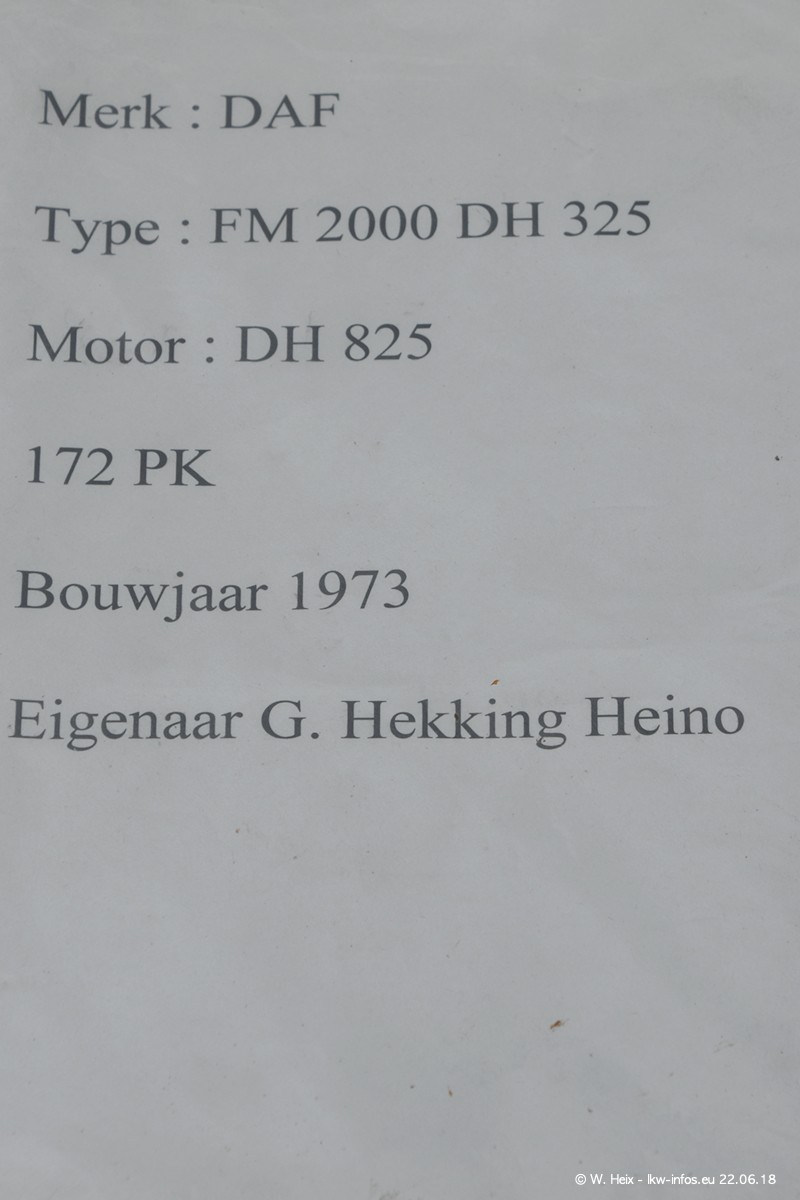 Merk : DAF
Type : FM 2000 DH 325
Motor : DH 825
172 PK
Bouwjaar 1973
Eigenaar G. Hekking Heino
© W. Heix - lkw-infos.eu 22.06.18